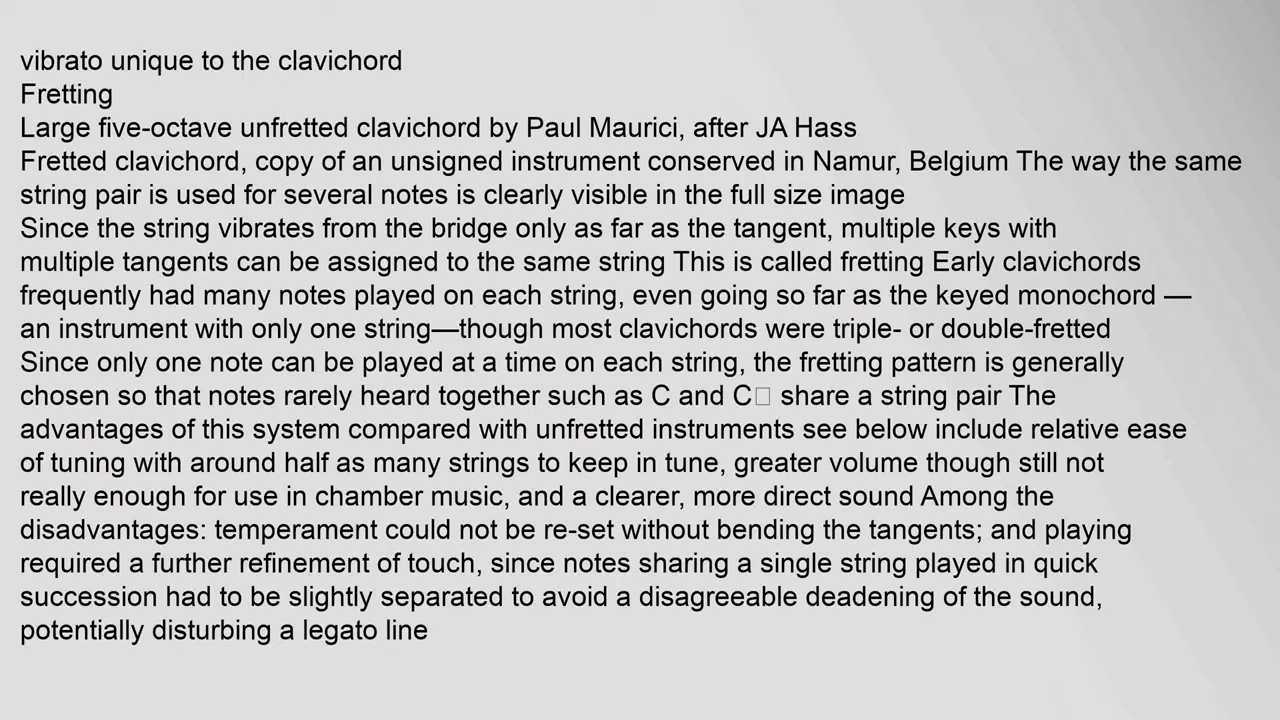 vibrato unique to the clavichord
Fretting
Large five-octave unfretted clavichord by Paul Maurici, after JA Hass
Fretted clavichord, copy of an unsigned instrument conserved in Namur, Belgium The way the same
string pair is used for several notes is clearly visible in the full size image
Since the string vibrates from the bridge only as far as the tangent, multiple keys with
multiple tangents can be assigned to the same string This is called fretting Early clavichords
frequently had many notes played on each string, even going so far as the keyed monochord —
an instrument with only one string—though most clavichords were triple- or double-fretted
Since only one note can be played at a time on each string, the fretting pattern is generally
chosen so that notes rarely heard together such as C and C□ share a string pair The
advantages of this system compared with unfretted instruments see below include relative ease
of tuning with around half as many strings to keep in tune, greater volume though still not
really enough for use in chamber music, and a clearer, more direct sound Among the
disadvantages: temperament could not be re-set without bending the tangents; and playing
required a further refinement of touch, since notes sharing a single string played in quick
succession had to be slightly separated to avoid a disagreeable deadening of the sound,
potentially disturbing a legato line